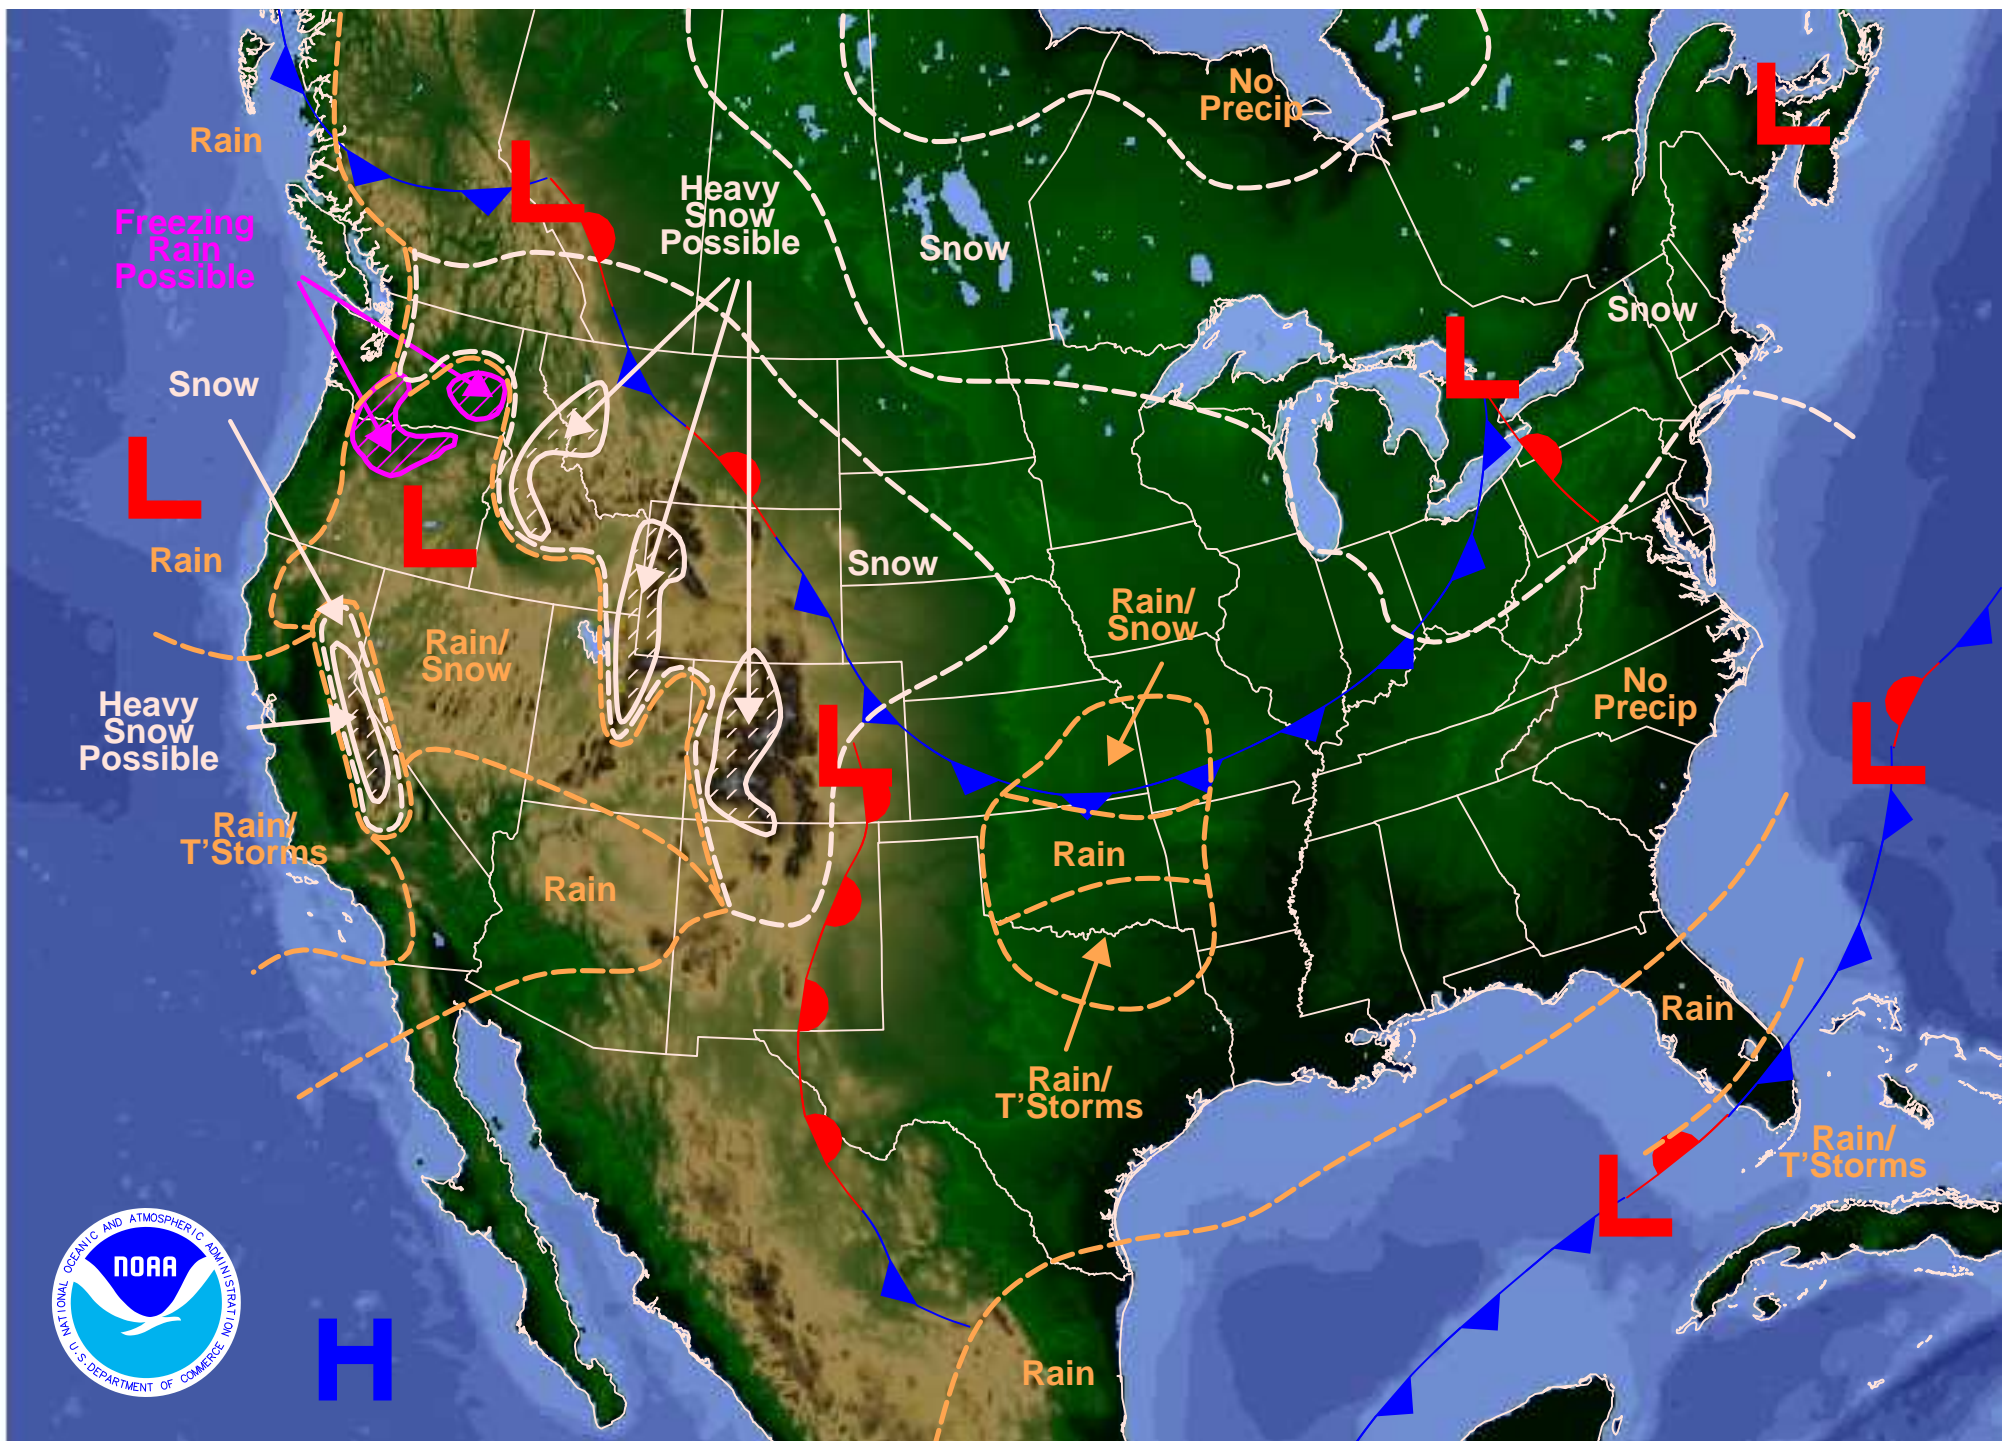 No
Precip
L
Rain
L
Heavy
Snow
Possible
Freezing
Rain
Possible
Snow
Snow
L
Snow
L
L
Rain
L
Snow
Rain/
Snow
Rain/
Snow
Heavy
Snow
Possible
No
Precip
L
L
Rain/
T'Storms
Rain
Rain
Rain
Rain/
T'Storms
Rain/
T'Storms
L
NATIONAL OCEANIC AND ATMOSPHERIC ADMINISTRATION
NOAA
U.S. DEPARTMENT OF COMMERCE
H
Rain